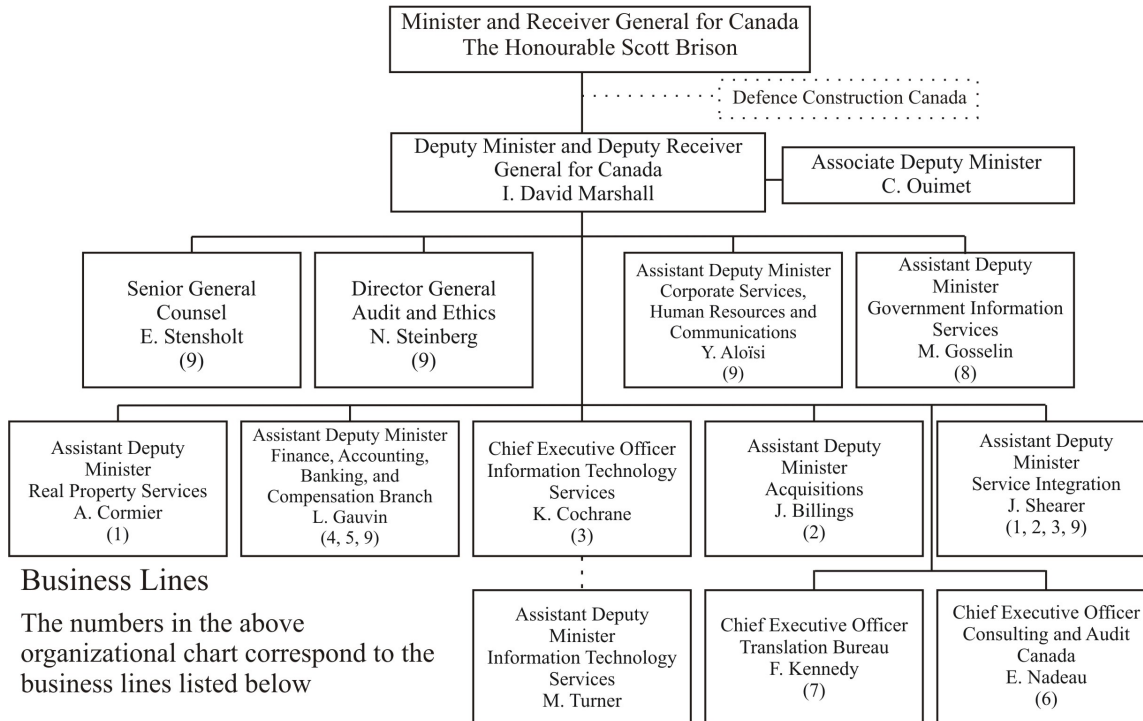 Minister and Receiver General for Canada
The Honourable Scott Brison
Defence Construction Canada
Deputy Minister and Deputy Receiver
General for Canada
I. David Marshall
Associate Deputy Minister
C. Ouimet
Senior General
Counsel
E. Stensholt
(9)
Director General
Audit and Ethics
N. Steinberg
(9)
Assistant Deputy Minister
Corporate Services,
Human Resources and
Communications
Y. Aloïsi
(9)
Assistant Deputy
Minister
Government Information
Services
M. Gosselin
(8)
Assistant Deputy
Minister
Real Property Services
A. Cormier
(1)
Assistant Deputy Minister
Finance, Accounting,
Banking, and
Compensation Branch
L. Gauvin
(4, 5, 9)
Chief Executive Officer
Information Technology
Services
K. Cochrane
(3)
Assistant Deputy
Minister
Acquisitions
J. Billings
(2)
Assistant Deputy
Minister
Service Integration
J. Shearer
(1, 2, 3, 9)
Business Lines
The numbers in the above
organizational chart correspond to the
business lines listed below
Assistant Deputy
Minister
Information Technology
Services
M. Turner
Chief Executive Officer
Translation Bureau
F. Kennedy
(7)
Chief Executive Officer
Consulting and Audit
Canada
E. Nadeau
(6)